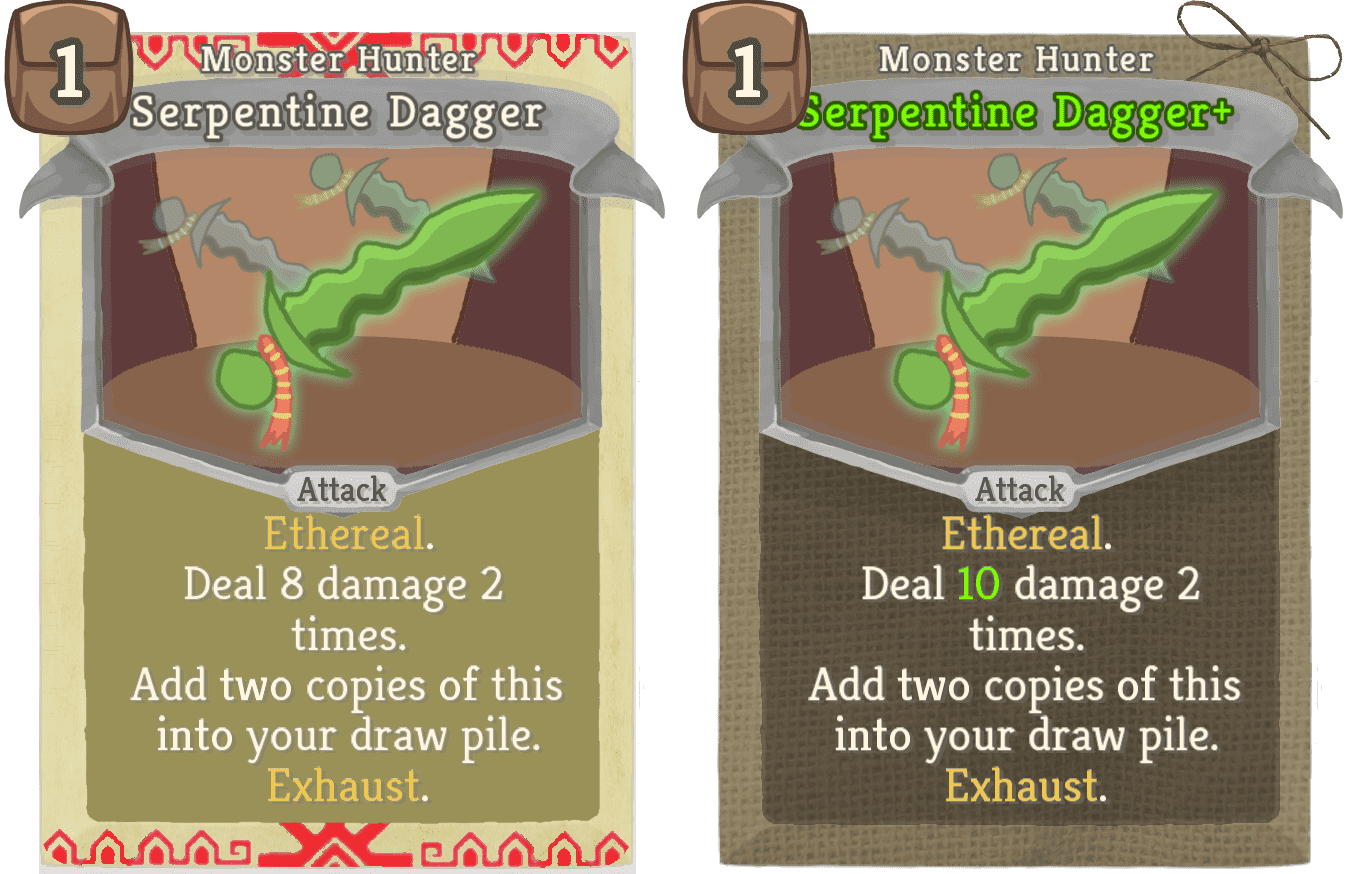 1
Monster Hunter
Serpentine Dagger
Attack
Ethereal.
Deal 8 damage 2
times.
Add two copies of this
into your draw pile.
Exhaust.
1
Monster Hunter
Serpentine Dagger+
Attack
Ethereal.
Deal 10 damage 2
times.
Add two copies of this
into your draw pile.
Exhaust.